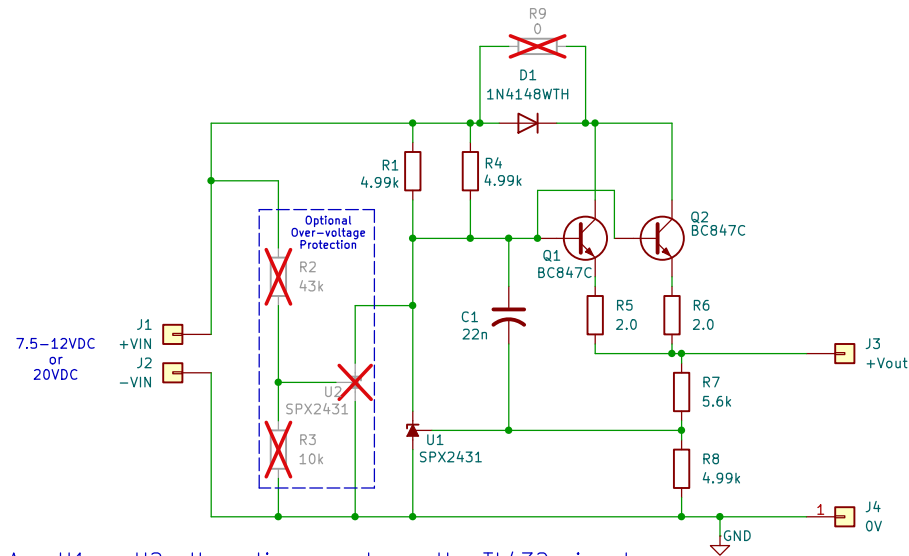 R9
0
D1
1N4148WTH
R1
4.99k
R4
4.99k
Optional
Over-voltage
Protection
Q2
BC847C
Q1
BC847C
R2
43k
R5
2.0
R6
2.0
C1
22n
J1
+VIN
7.5-12VDC
or
20VDC
J2
-VIN
J3
+Vout
R7
5.6k
U2
SPX2431
R3
10k
U1
SPX2431
R8
4.99k
1
J4
0V
GND